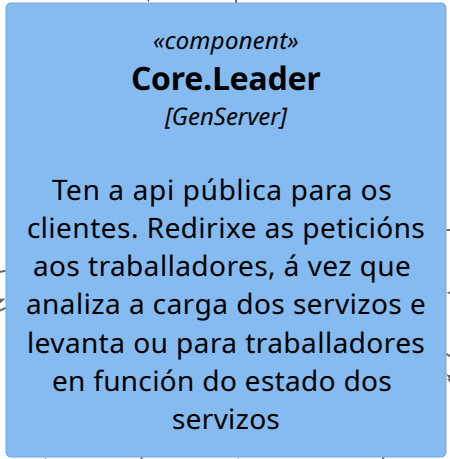 «component»
Core.Leader
[GenServer]
Ten a api pública para os
clientes. Redirixe as peticións
aos traballadores, á vez que
analiza a carga dos servizos e
levanta ou para traballadores
en función do estado dos
servizos